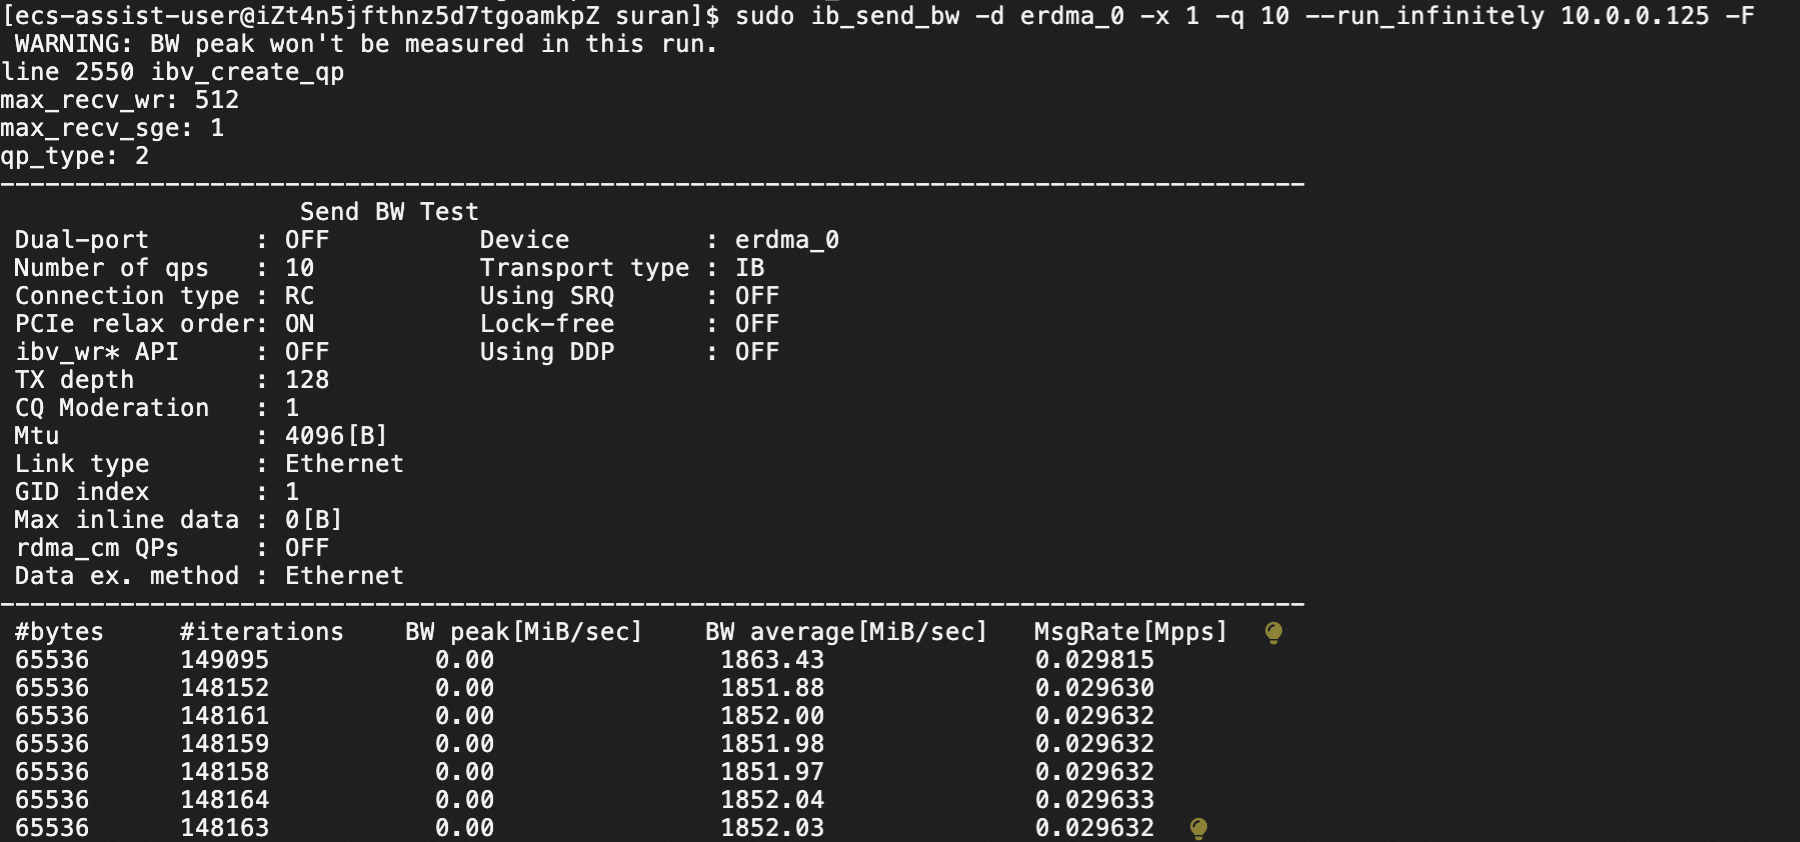 [ecs-assist-user@iZt4n5jfthnz5d7tgoamkpZ suran]$ sudo ib_send_bw -d erdma_0 -x 1 -q 10 --run_infinitely 10.0.0.125 -F
WARNING: BW peak won't be measured in this run.
line 2550 ibv_create_qp
max_recv_wr: 512
max_recv_sge: 1
qp_type: 2
---------------------------------------------------------------------------------------
Send BW Test
Dual-port : OFF Device : erdma_0
Number of qps : 10 Transport type : IB
Connection type : RC Using SRQ : OFF
PCIe relax order: ON Lock-free : OFF
ibv_wr* API : OFF Using DDP : OFF
TX depth : 128
CQ Moderation : 1
Mtu : 4096[B]
Link type : Ethernet
GID index : 1
Max inline data : 0[B]
rdma_cm QPs : OFF
Data ex. method : Ethernet
---------------------------------------------------------------------------------------
#bytes #iterations BW peak[MiB/sec] BW average[MiB/sec] MsgRate[Mpps]
65536 149095 0.00 1863.43 0.029815
65536 148152 0.00 1851.88 0.029630
65536 148161 0.00 1852.00 0.029632
65536 148159 0.00 1851.98 0.029632
65536 148158 0.00 1851.97 0.029632
65536 148164 0.00 1852.04 0.029633
65536 148163 0.00 1852.03 0.029632